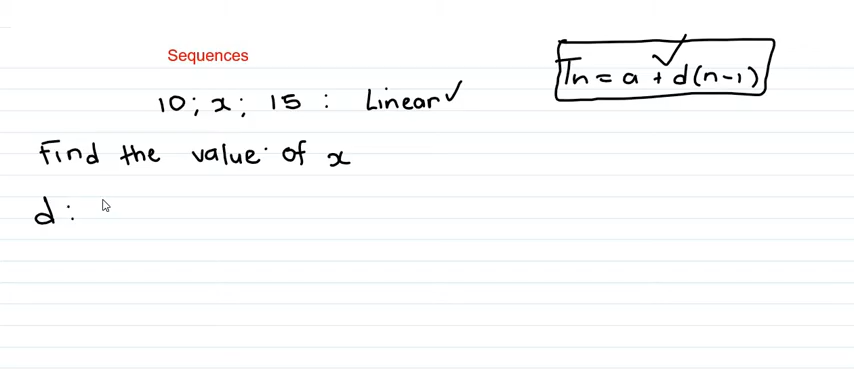 Sequences
Tn = a + d(n-1)
10; x; 15 : Linear✓
Find the value of x
d :